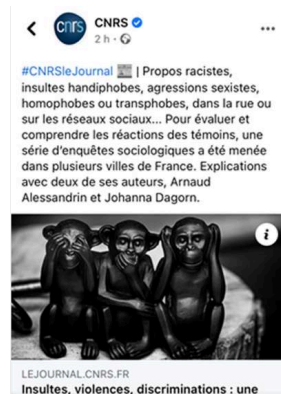 cnrs
CNRS
2 h
#CNRSleJournal | Propos racistes,
insultes handiphobes, agressions sexistes,
homophobes ou transphobes, dans la rue ou
sur les réseaux sociaux... Pour évaluer et
comprendre les réactions des témoins, une
série d'enquêtes sociologiques a été menée
dans plusieurs villes de France. Explications
avec deux de ses auteurs, Arnaud
Alessandrin et Johanna Dagorn.
i
LEJOURNAL.CNRS.FR
Insultes, violences, discriminations : une